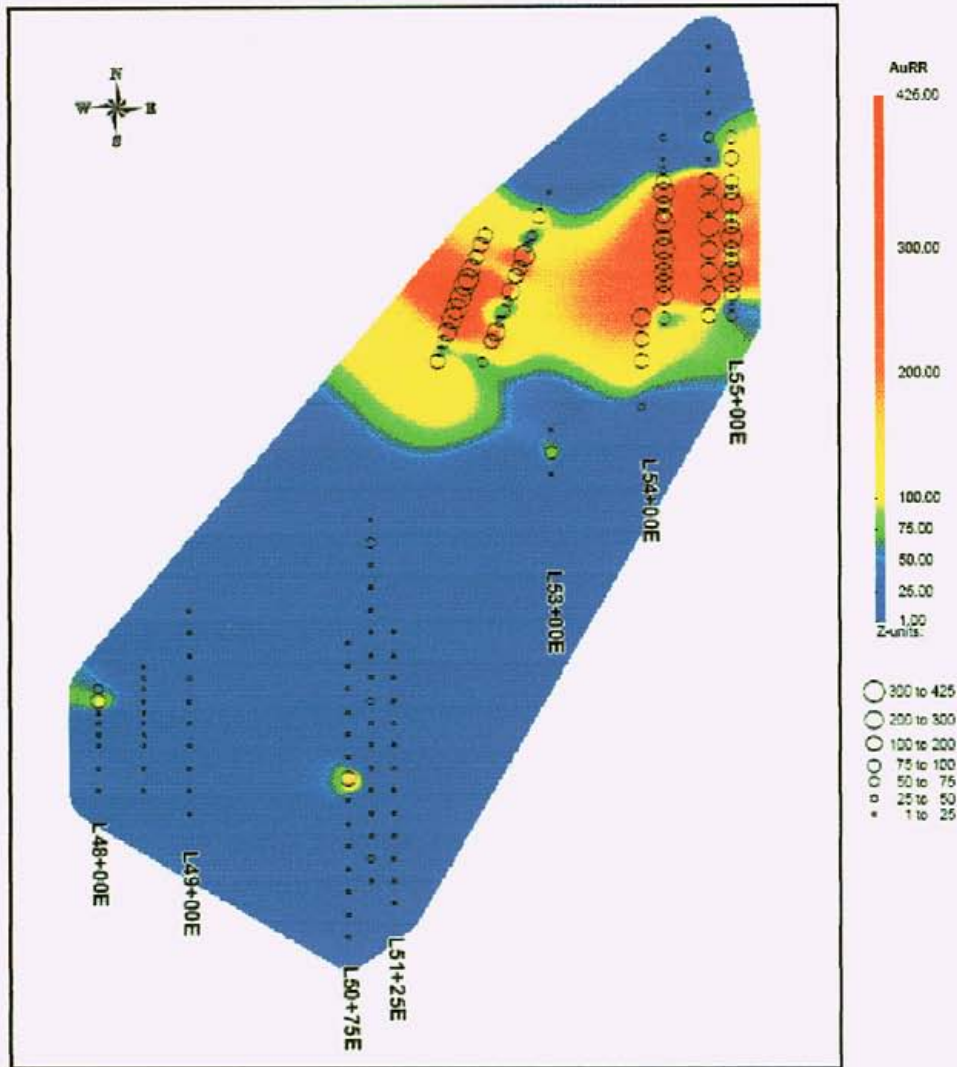 N
W E
S
AuRR
426.00
300.00
200.00
100.00
75.00
50.00
25.00
1.00
Z-units:
300 to 425
200 to 300
100 to 200
75 to 100
50 to 75
25 to 50
1 to 25
L55+00E
L54+00E
L53+00E
L48+00E
L49+00E
L51+25E
L50+75E